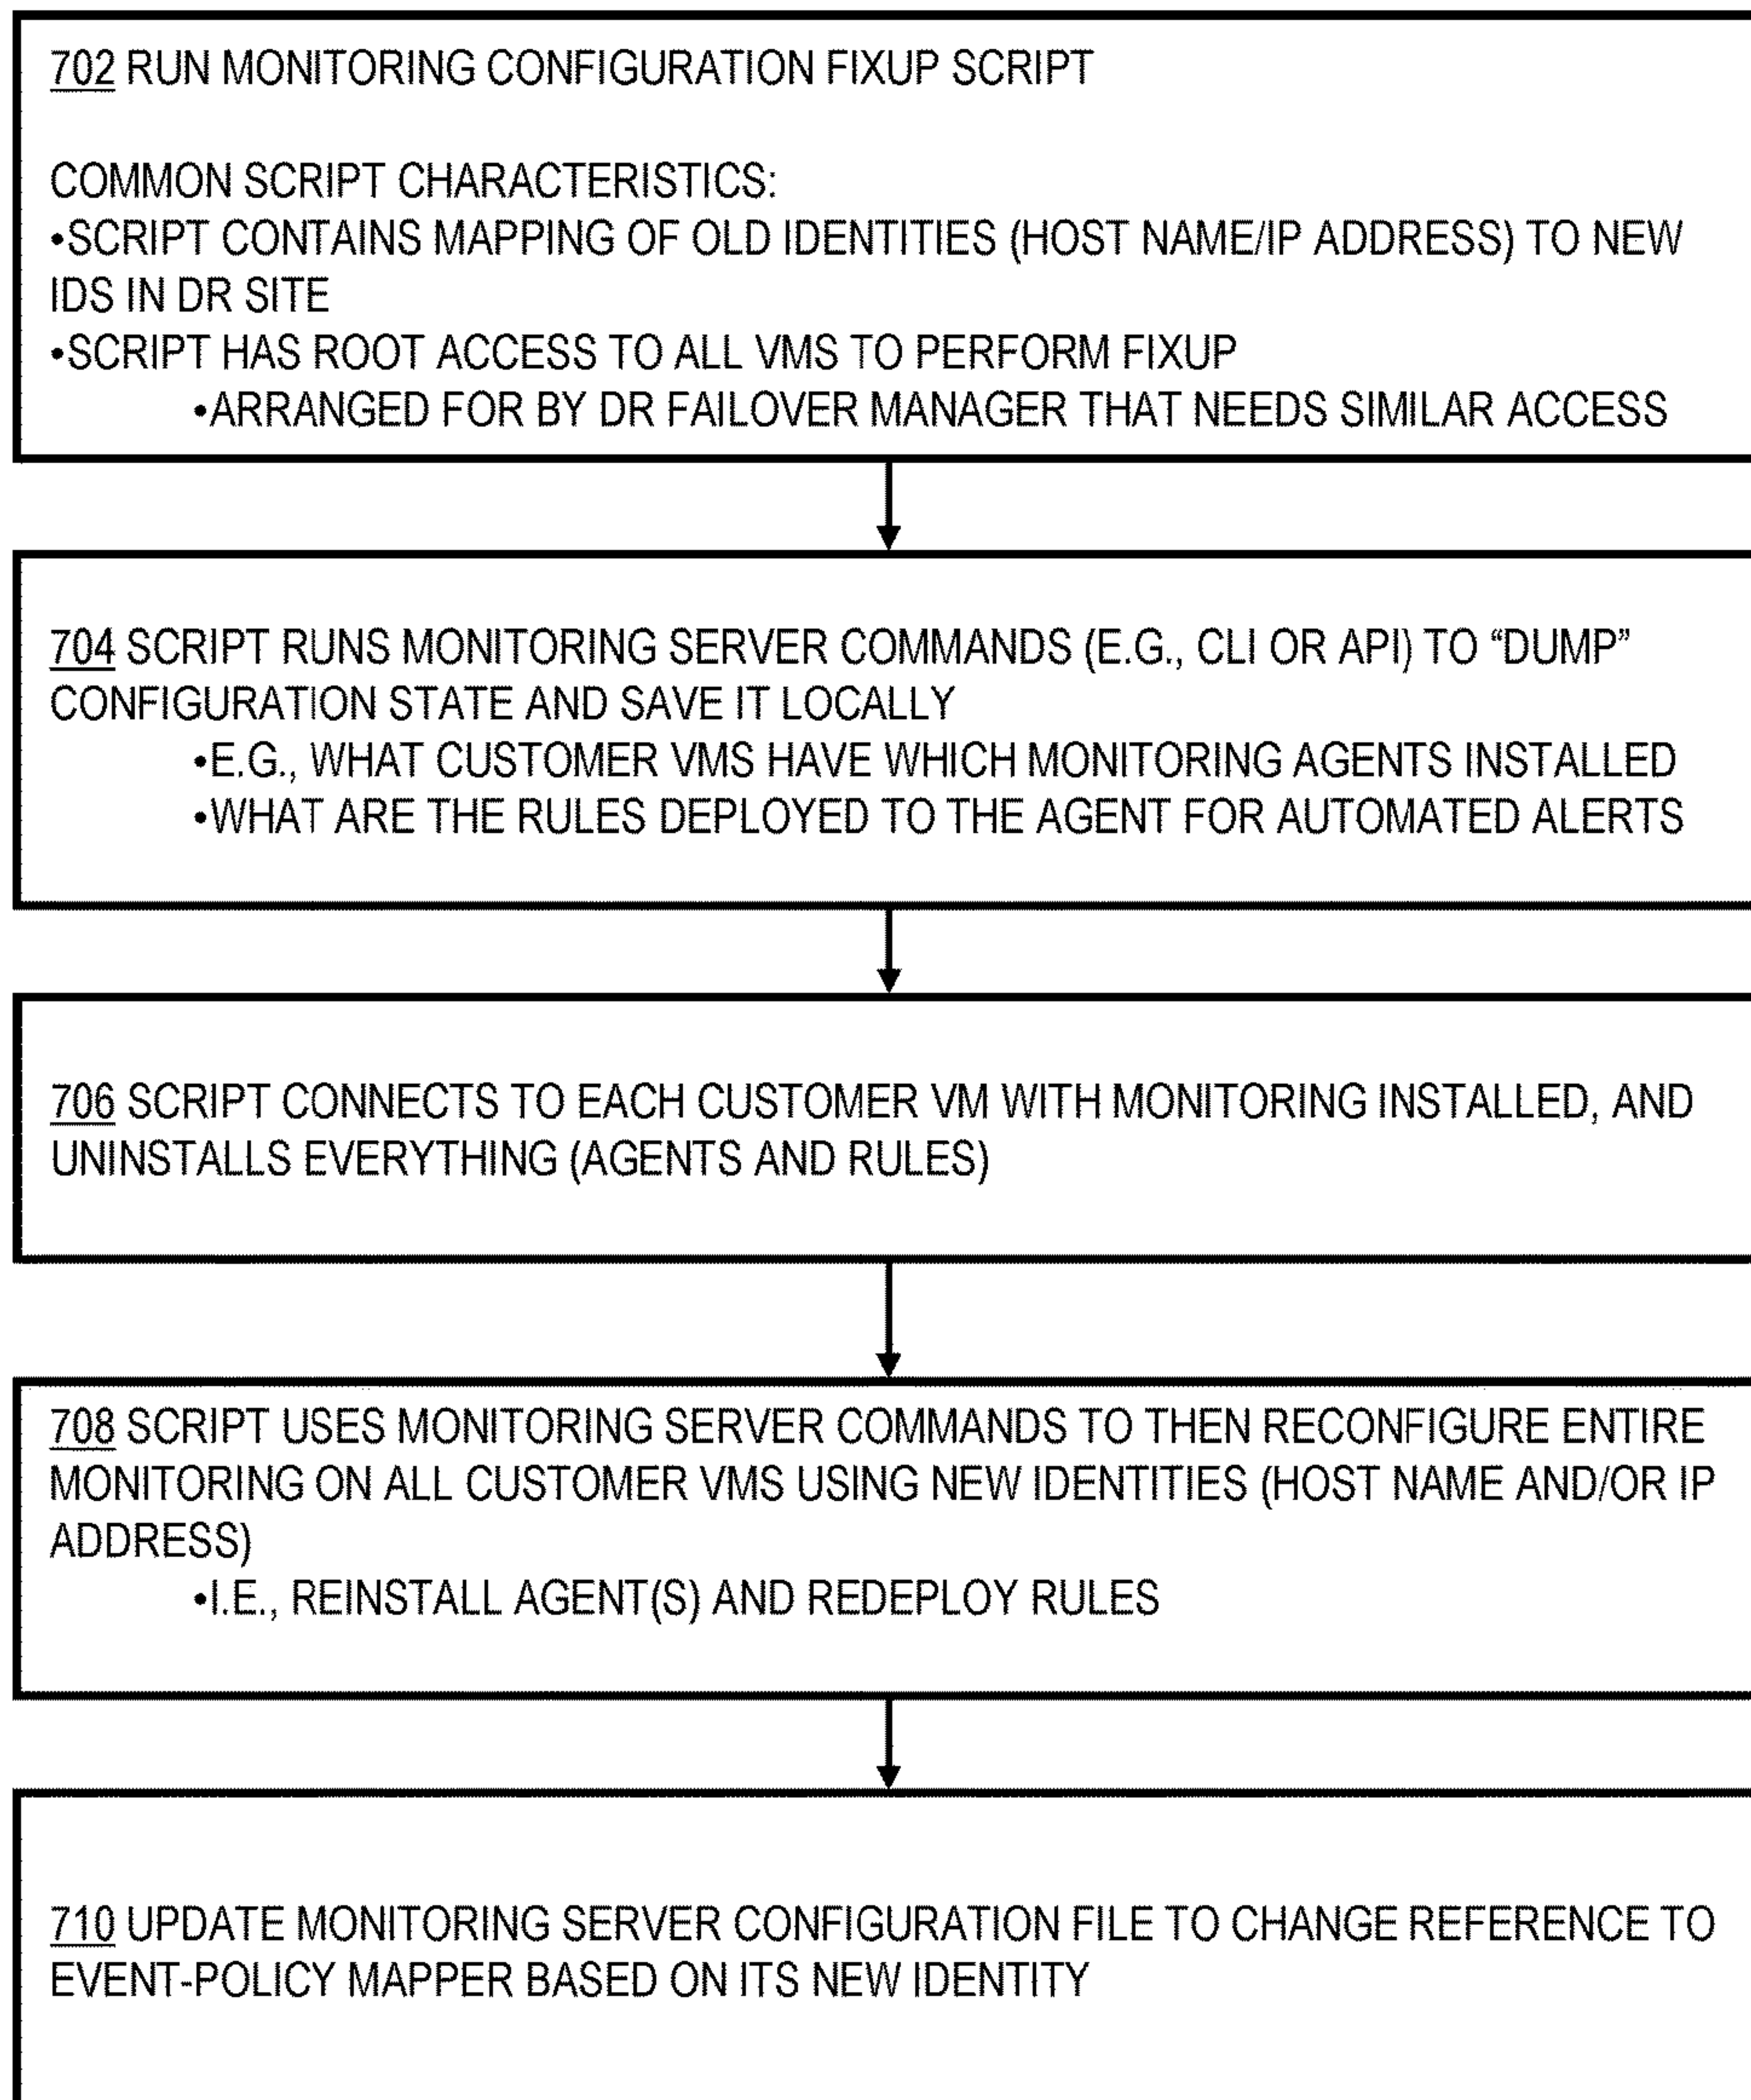 702 RUN MONITORING CONFIGURATION FIXUP SCRIPT
COMMON SCRIPT CHARACTERISTICS:
•SCRIPT CONTAINS MAPPING OF OLD IDENTITIES (HOST NAME/IP ADDRESS) TO NEW
IDS IN DR SITE
•SCRIPT HAS ROOT ACCESS TO ALL VMS TO PERFORM FIXUP
•ARRANGED FOR BY DR FAILOVER MANAGER THAT NEEDS SIMILAR ACCESS
704 SCRIPT RUNS MONITORING SERVER COMMANDS (E.G., CLI OR API) TO “DUMP”
CONFIGURATION STATE AND SAVE IT LOCALLY
•E.G., WHAT CUSTOMER VMS HAVE WHICH MONITORING AGENTS INSTALLED
•WHAT ARE THE RULES DEPLOYED TO THE AGENT FOR AUTOMATED ALERTS
706 SCRIPT CONNECTS TO EACH CUSTOMER VM WITH MONITORING INSTALLED, AND
UNINSTALLS EVERYTHING (AGENTS AND RULES)
708 SCRIPT USES MONITORING SERVER COMMANDS TO THEN RECONFIGURE ENTIRE
MONITORING ON ALL CUSTOMER VMS USING NEW IDENTITIES (HOST NAME AND/OR IP
ADDRESS)
•I.E., REINSTALL AGENT(S) AND REDEPLOY RULES
710 UPDATE MONITORING SERVER CONFIGURATION FILE TO CHANGE REFERENCE TO
EVENT-POLICY MAPPER BASED ON ITS NEW IDENTITY